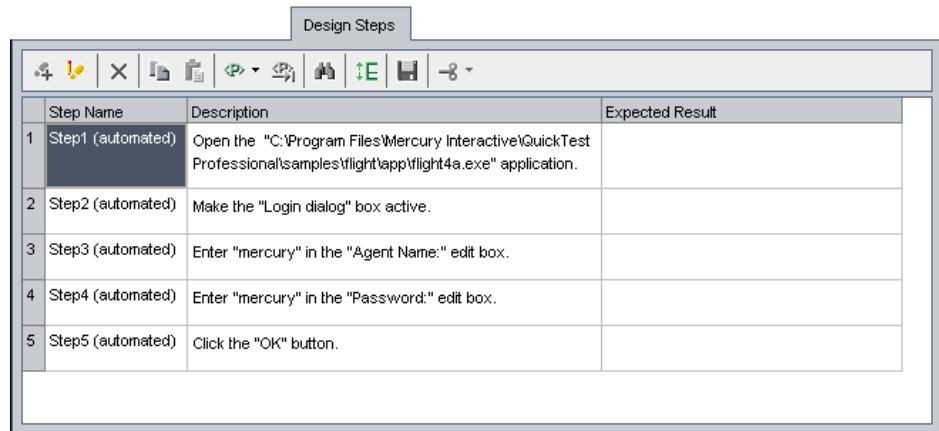 Design Steps
Step Name Description Expected Result
1 Step1 (automated) Open the "C:\Program Files\Mercury Interactive\QuickTest
Professional\samples\flight\app\flight4a.exe" application.
2 Step2 (automated) Make the "Login dialog" box active.
3 Step3 (automated) Enter "mercury" in the "Agent Name:" edit box.
4 Step4 (automated) Enter "mercury" in the "Password:" edit box.
5 Step5 (automated) Click the "OK" button.